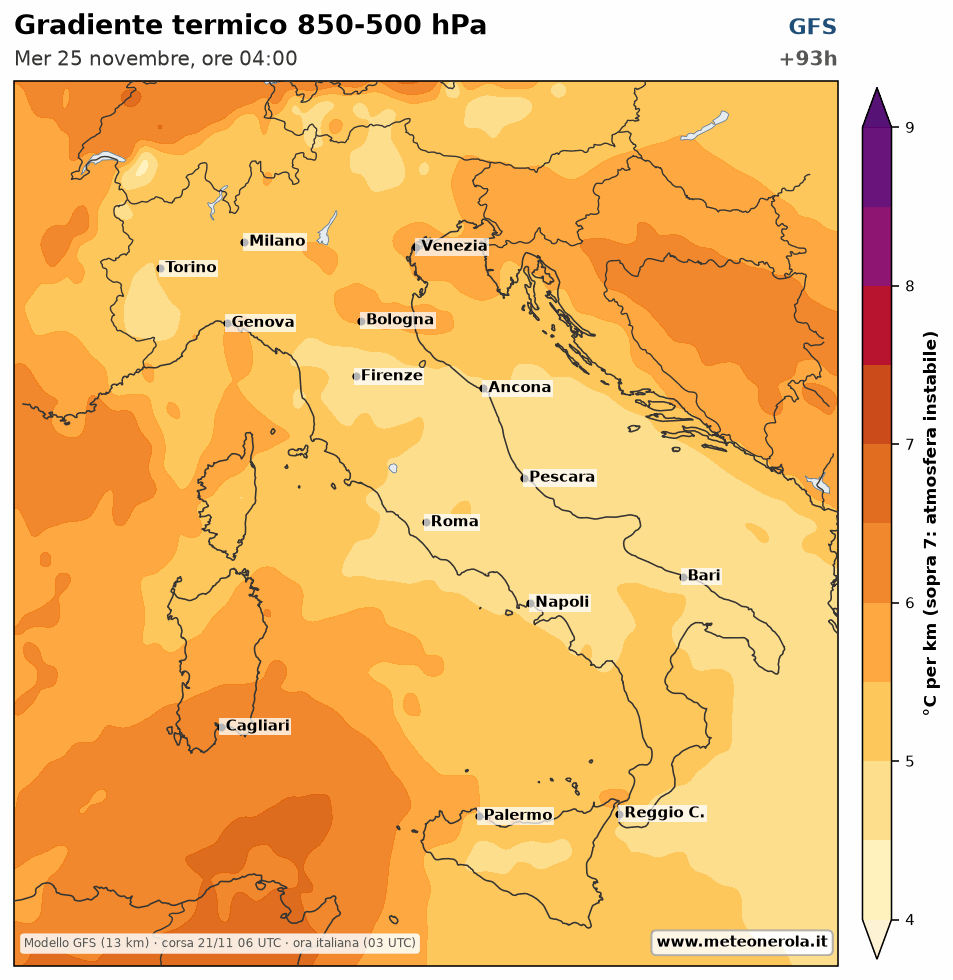 Gradiente termico 850-500 hPa
GFS
Mer 25 novembre, ore 04:00
+93h
Milano
Venezia
Torino
Bologna
Genova
Firenze
Ancona
Pescara
Roma
Bari
Napoli
Cagliari
Palermo
Reggio C.
9
8
7
6
5
4
°C per km (sopra 7: atmosfera instabile)
Modello GFS (13 km) · corsa 21/11 06 UTC · ora italiana (03 UTC)
www.meteonerola.it